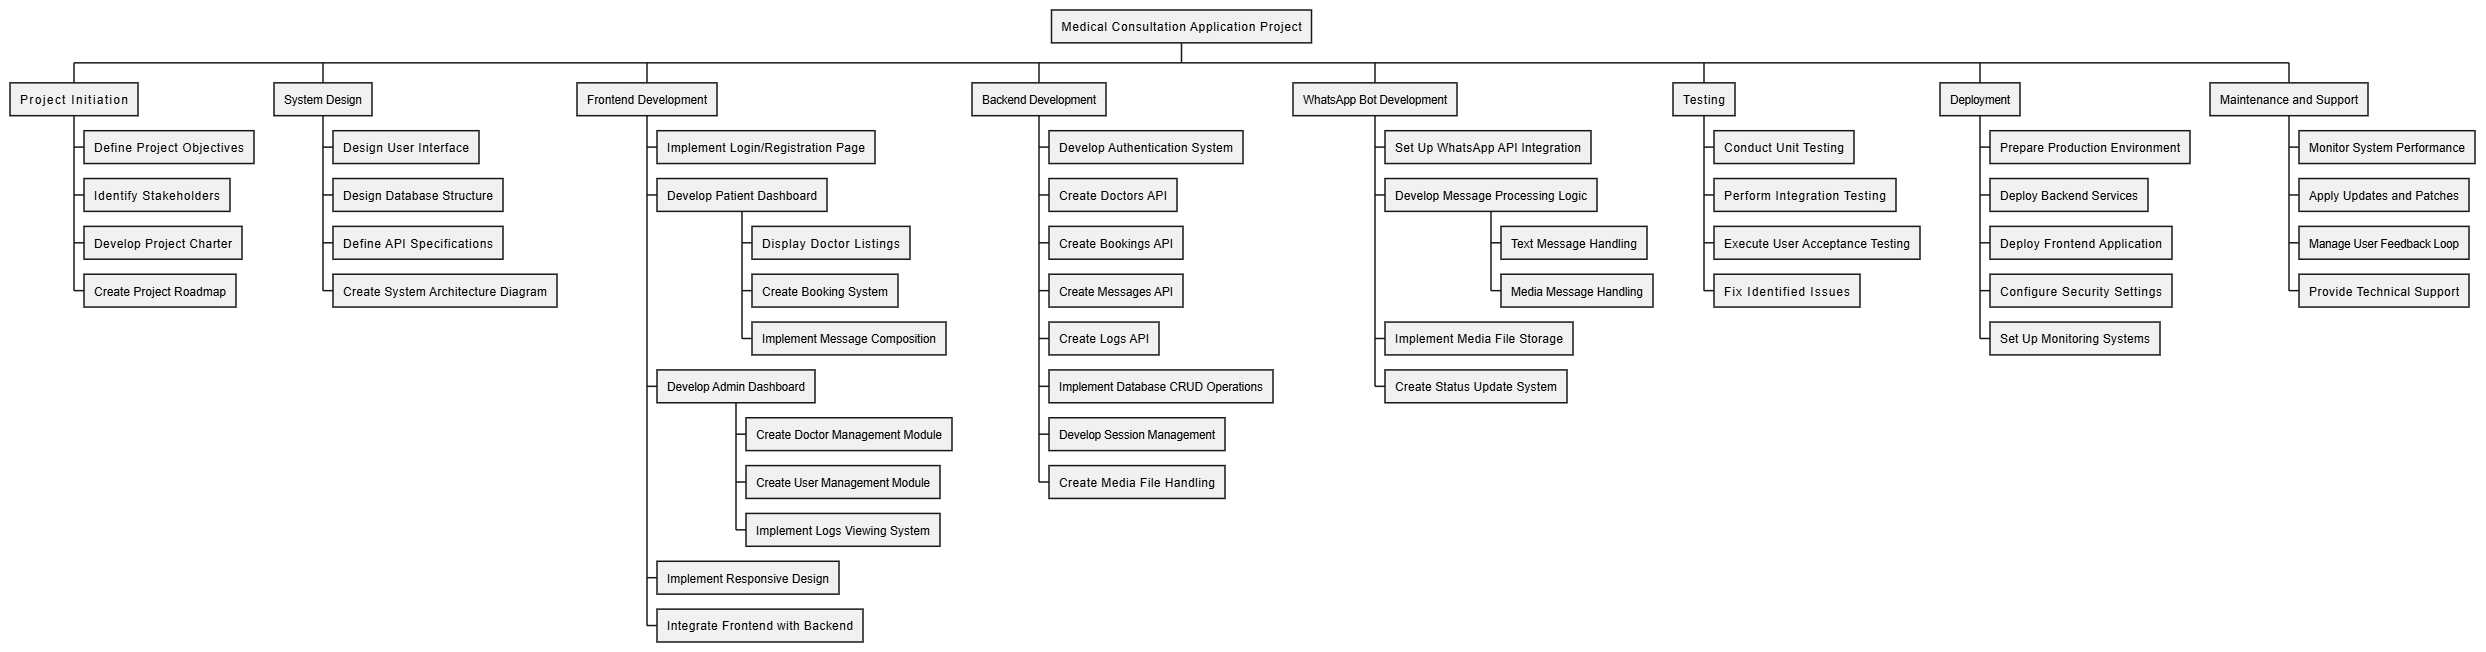 Medical Consultation Application Project
Project Initiation
Define Project Objectives
Identify Stakeholders
Develop Project Charter
Create Project Roadmap
System Design
Design User Interface
Design Database Structure
Define API Specifications
Create System Architecture Diagram
Frontend Development
Implement Login/Registration Page
Develop Patient Dashboard
Display Doctor Listings
Create Booking System
Implement Message Composition
Develop Admin Dashboard
Create Doctor Management Module
Create User Management Module
Implement Logs Viewing System
Implement Responsive Design
Integrate Frontend with Backend
Backend Development
Develop Authentication System
Create Doctors API
Create Bookings API
Create Messages API
Create Logs API
Implement Database CRUD Operations
Develop Session Management
Create Media File Handling
WhatsApp Bot Development
Set Up WhatsApp API Integration
Develop Message Processing Logic
Text Message Handling
Media Message Handling
Implement Media File Storage
Create Status Update System
Testing
Conduct Unit Testing
Perform Integration Testing
Execute User Acceptance Testing
Fix Identified Issues
Deployment
Prepare Production Environment
Deploy Backend Services
Deploy Frontend Application
Configure Security Settings
Set Up Monitoring Systems
Maintenance and Support
Monitor System Performance
Apply Updates and Patches
Manage User Feedback Loop
Provide Technical Support